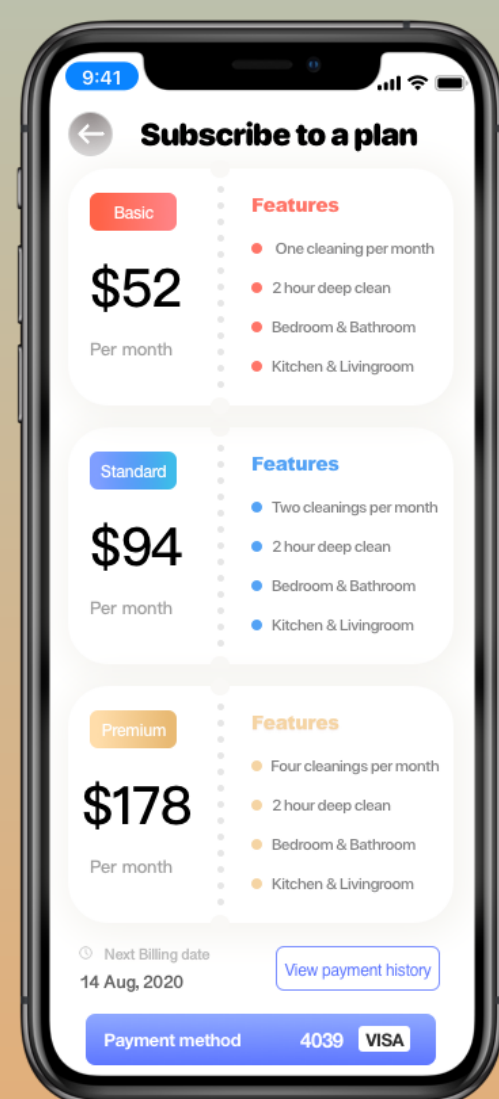 9:41
Subscribe to a plan
Basic
$52
Per month
Features
One cleaning per month
2 hour deep clean
Bedroom & Bathroom
Kitchen & Livingroom
Standard
$94
Per month
Features
Two cleanings per month
2 hour deep clean
Bedroom & Bathroom
Kitchen & Livingroom
Premium
$178
Per month
Features
Four cleanings per month
2 hour deep clean
Bedroom & Bathroom
Kitchen & Livingroom
Next Billing date
14 Aug, 2020
View payment history
Payment method 4039 VISA